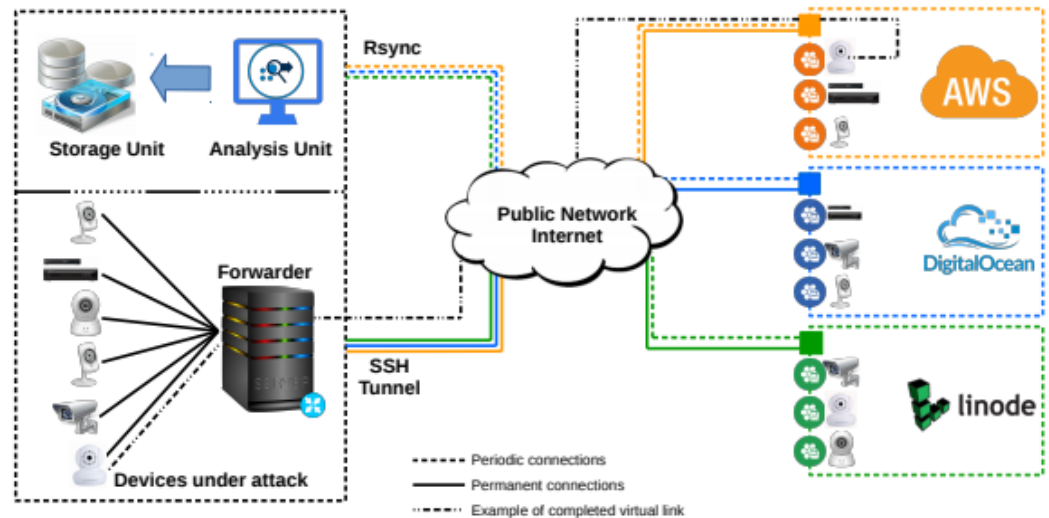 Rsync
Storage Unit
Analysis Unit
AWS
Public Network
Internet
DigitalOcean
Forwarder
SSH
Tunnel
linode
Devices under attack
Periodic connections
Permanent connections
Example of completed virtual link